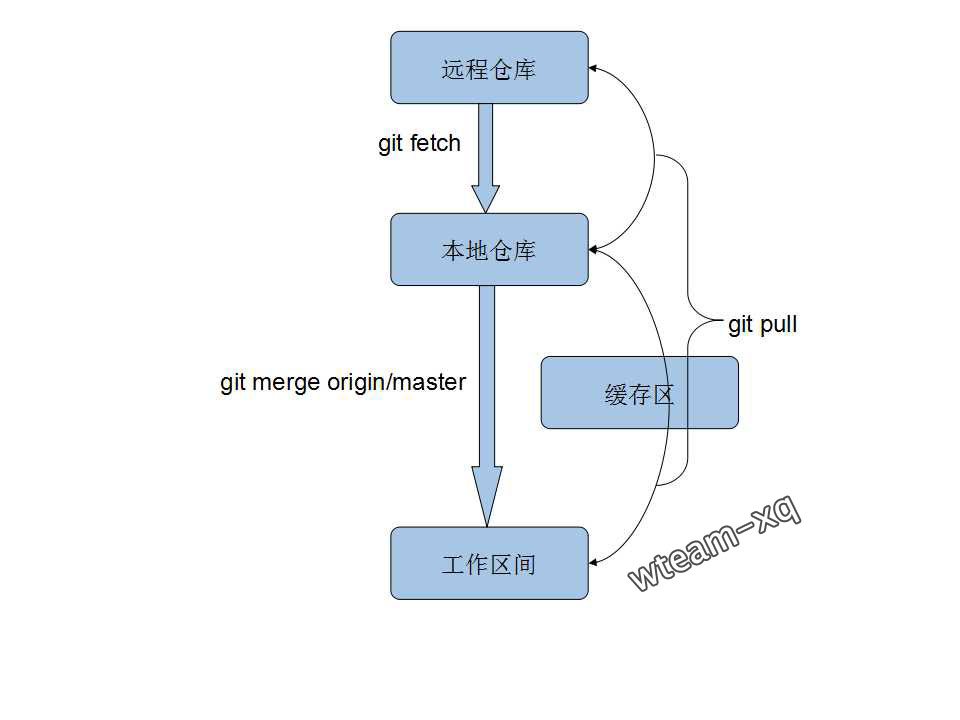 远程仓库
git fetch
本地仓库
git pull
git merge origin/master
缓存区
工作区间
wteam-xq